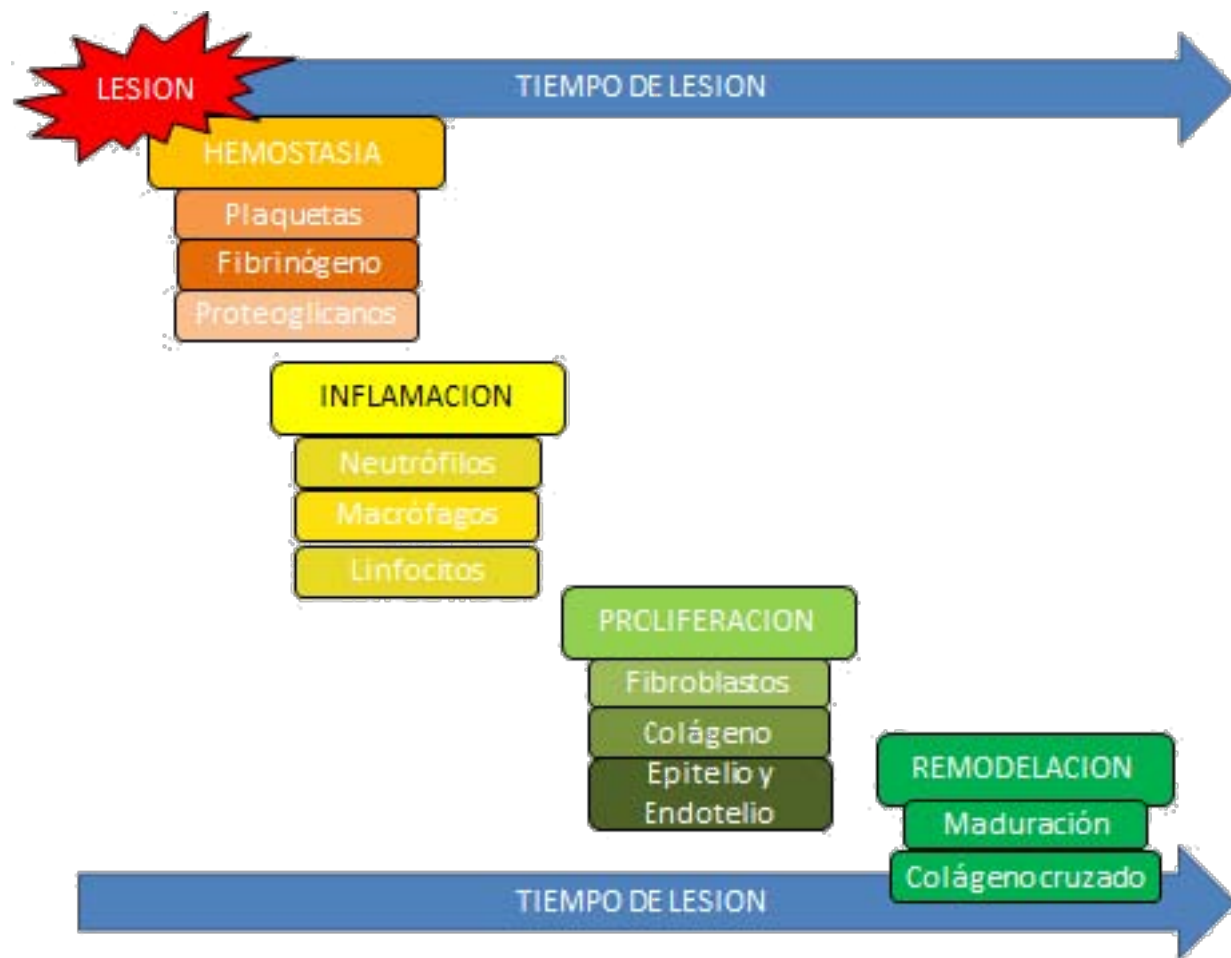 LESION
TIEMPO DE LESION
HEMOSTASIA
Plaquetas
Fibrinógeno
Proteoglicanos
INFLAMACION
Neutrófilos
Macrófagos
Linfocitos
PROLIFERACION
Fibroblastos
Colágeno
Epitelio y
Endotelio
REMODELACION
Maduración
Colágeno cruzado
TIEMPO DE LESION